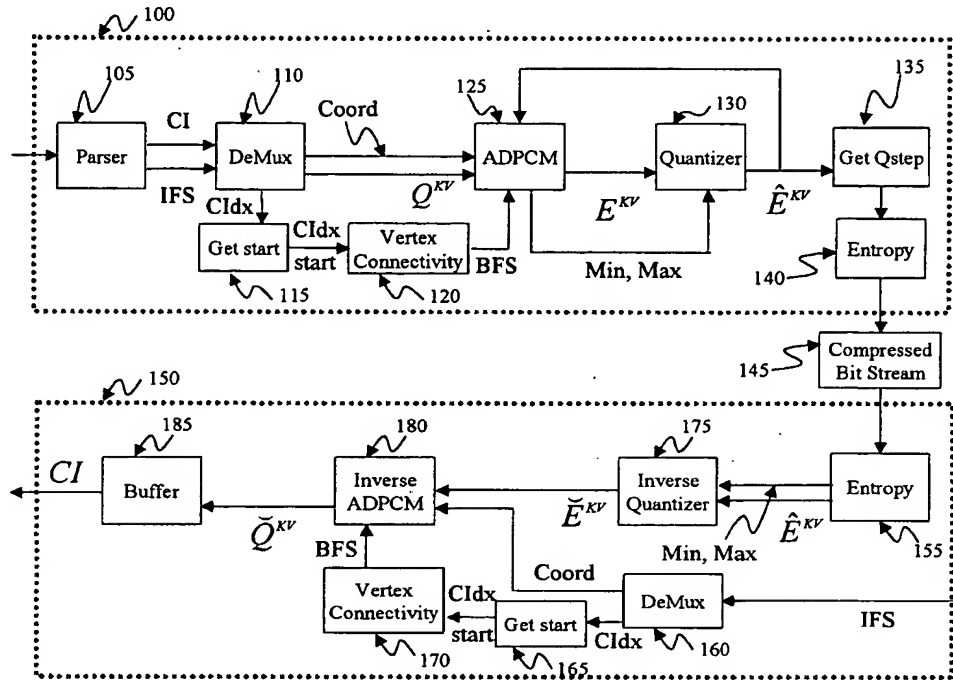 100
105
110
125
130
135
Coord
CI
Parser
DeMux
ADPCM
Quantizer
Get Qstep
IFS
Q^{KV}
E^{KV}
Ê^{KV}
CIdx
Get start
CIdx
start
Vertex
Connectivity
BFS
Min, Max
Entropy
115
120
140
145
Compressed
Bit Stream
150
185
180
175
CI
Buffer
Inverse
ADPCM
Inverse
Quantizer
Entropy
Q̆^{KV}
Ĕ^{KV}
Min, Max
Ê^{KV}
155
BFS
Coord
Vertex
Connectivity
CIdx
start
Get start
CIdx
DeMux
IFS
170
165
160